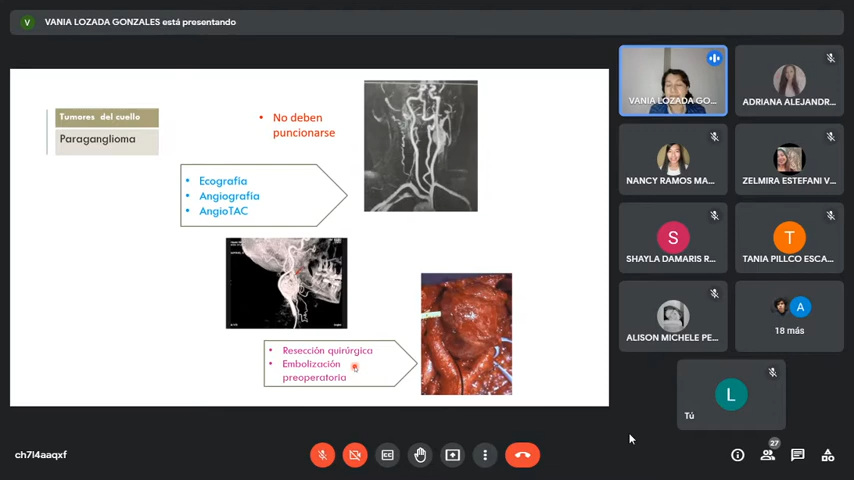 V VANIA LOZADA GONZALES está presentando
Tumores del cuello
Paraganglioma
• No deben
puncionarse
• Ecografía
• Angiografía
• AngioTAC
• Resección quirúrgica
• Embolización
preoperatoria
VANIA LOZADA GO...
ADRIANA ALEJANDR...
NANCY RAMOS MA...
ZELMIRA ESTEFANI V...
S
SHAYLA DAMARIS R...
T
TANIA PILLCO ESCA...
ALISON MICHELE PE...
A
18 más
L
Tú
ch7l4aaqxf
27